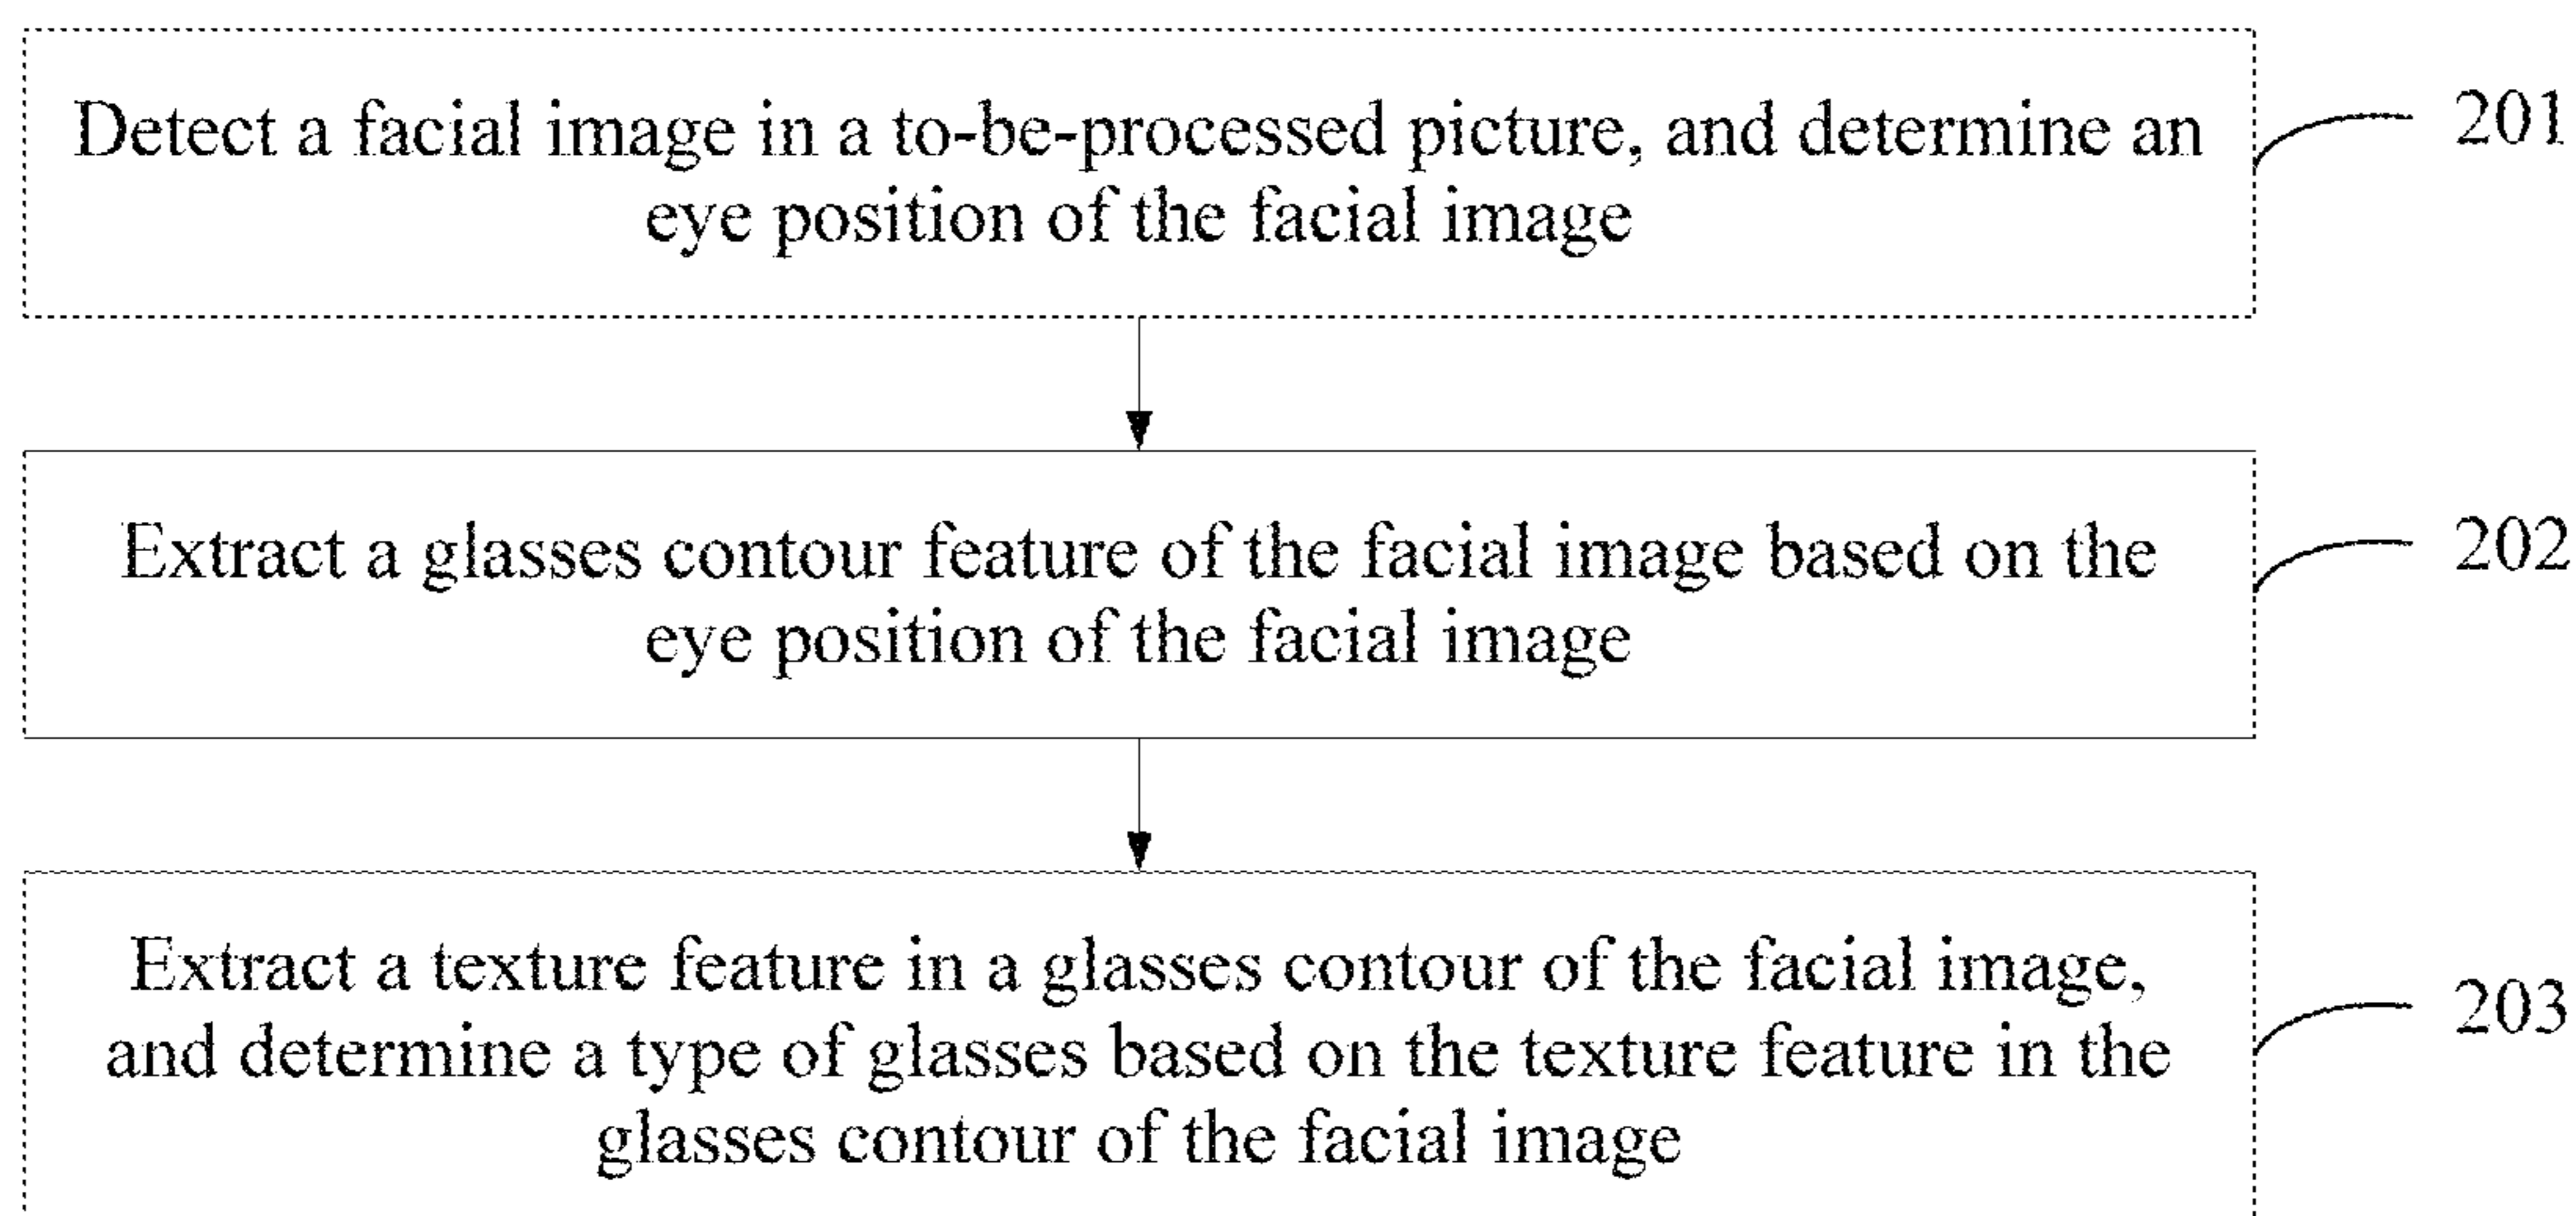 Detect a facial image in a to-be-processed picture, and determine an
eye position of the facial image
201
Extract a glasses contour feature of the facial image based on the
eye position of the facial image
202
Extract a texture feature in a glasses contour of the facial image,
and determine a type of glasses based on the texture feature in the
glasses contour of the facial image
203